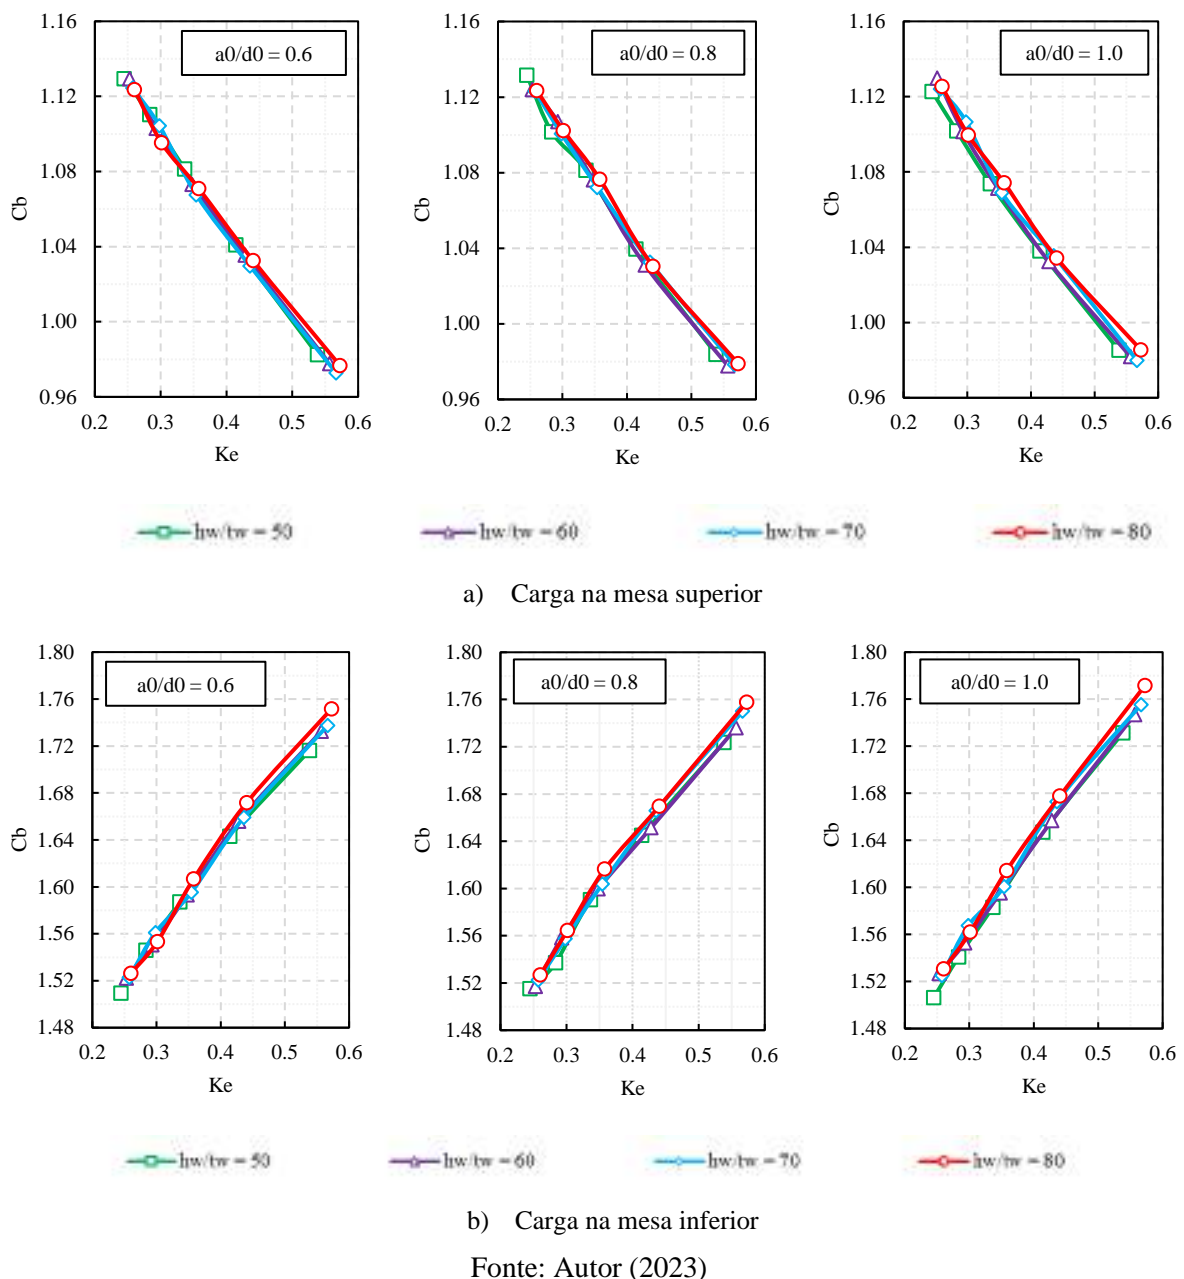 a0/d0 = 0.6
a0/d0 = 0.8
a0/d0 = 1.0
1.16
1.12
1.08
1.04
1.00
0.96
Cb
0.2 0.3 0.4 0.5 0.6
Ke
1.16
1.12
1.08
1.04
1.00
0.96
Cb
0.2 0.3 0.4 0.5 0.6
Ke
1.16
1.12
1.08
1.04
1.00
0.96
Cb
0.2 0.3 0.4 0.5 0.6
Ke
hw/tw = 50 hw/tw = 60 hw/tw = 70 hw/tw = 80
a) Carga na mesa superior
a0/d0 = 0.6
a0/d0 = 0.8
a0/d0 = 1.0
1.80
1.76
1.72
1.68
1.64
1.60
1.56
1.52
1.48
Cb
0.2 0.3 0.4 0.5 0.6
Ke
1.80
1.76
1.72
1.68
1.64
1.60
1.56
1.52
1.48
Cb
0.2 0.3 0.4 0.5 0.6
Ke
1.80
1.76
1.72
1.68
1.64
1.60
1.56
1.52
1.48
Cb
0.2 0.3 0.4 0.5 0.6
Ke
hw/tw = 50 hw/tw = 60 hw/tw = 70 hw/tw = 80
b) Carga na mesa inferior
Fonte: Autor (2023)